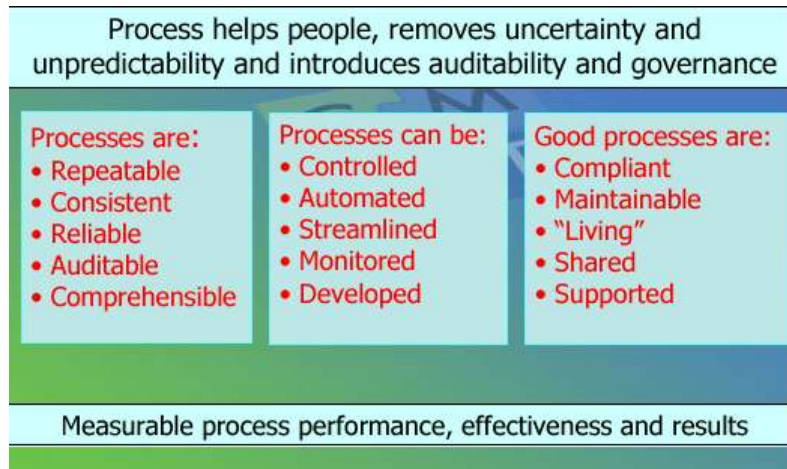 Process helps people, removes uncertainty and
unpredictability and introduces auditability and governance
Processes are:
• Repeatable
• Consistent
• Reliable
• Auditable
• Comprehensible
Processes can be:
• Controlled
• Automated
• Streamlined
• Monitored
• Developed
Good processes are:
• Compliant
• Maintainable
• “Living”
• Shared
• Supported
Measurable process performance, effectiveness and results